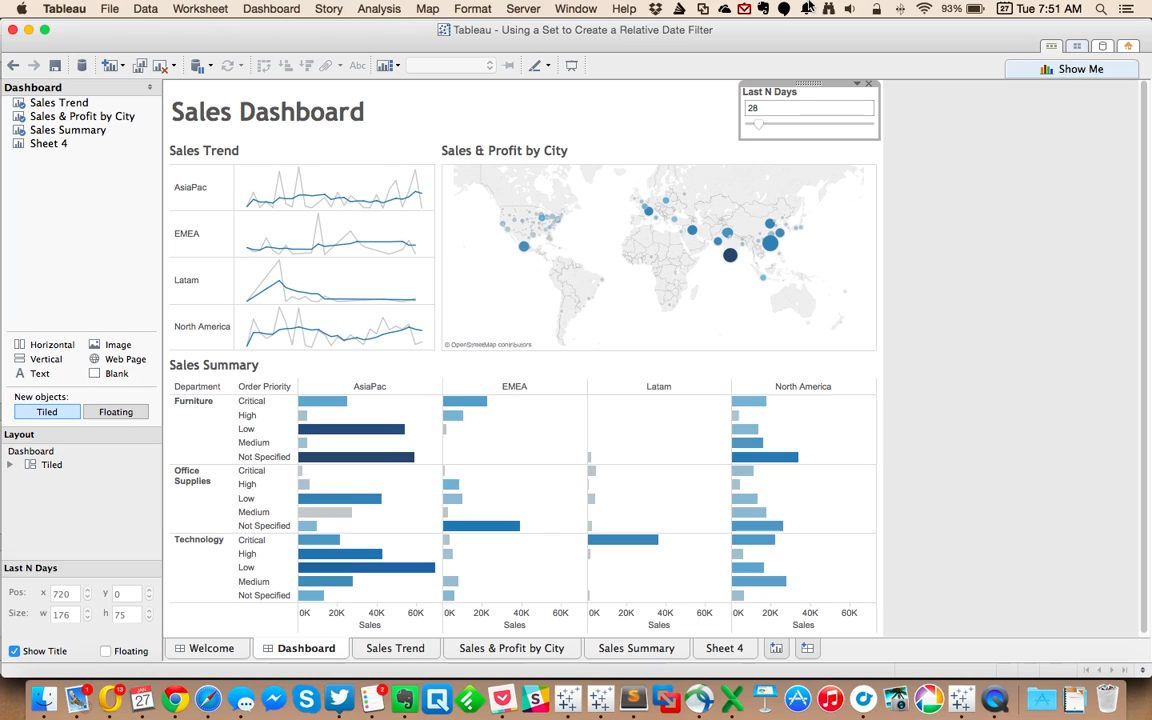 Tableau File Data Worksheet Dashboard Story Analysis Map Format Server Window Help 93% 27 Tue 7:51 AM
Tableau - Using a Set to Create a Relative Date Filter
Abc Show Me
Dashboard
Sales Trend
Sales & Profit by City
Sales Summary
Sheet 4
Horizontal Image
Vertical Web Page
A Text Blank
New objects:
Tiled Floating
Layout
Dashboard
Tiled
Last N Days
Pos: x 720 y 0
Size: w 176 h 75
Show Title Floating
Sales Dashboard
Last N Days
28
Sales Trend
AsiaPac
EMEA
Latam
North America
Sales & Profit by City
© OpenStreetMap contributors
Sales Summary
Department Order Priority AsiaPac EMEA Latam North America
Furniture Critical
High
Low
Medium
Not Specified
Office Supplies Critical
High
Low
Medium
Not Specified
Technology Critical
High
Low
Medium
Not Specified
0K 20K 40K 60K 0K 20K 40K 60K 0K 20K 40K 60K 0K 20K 40K 60K
Sales Sales Sales Sales
Welcome Dashboard Sales Trend Sales & Profit by City Sales Summary Sheet 4
1 13 JAN 27 2